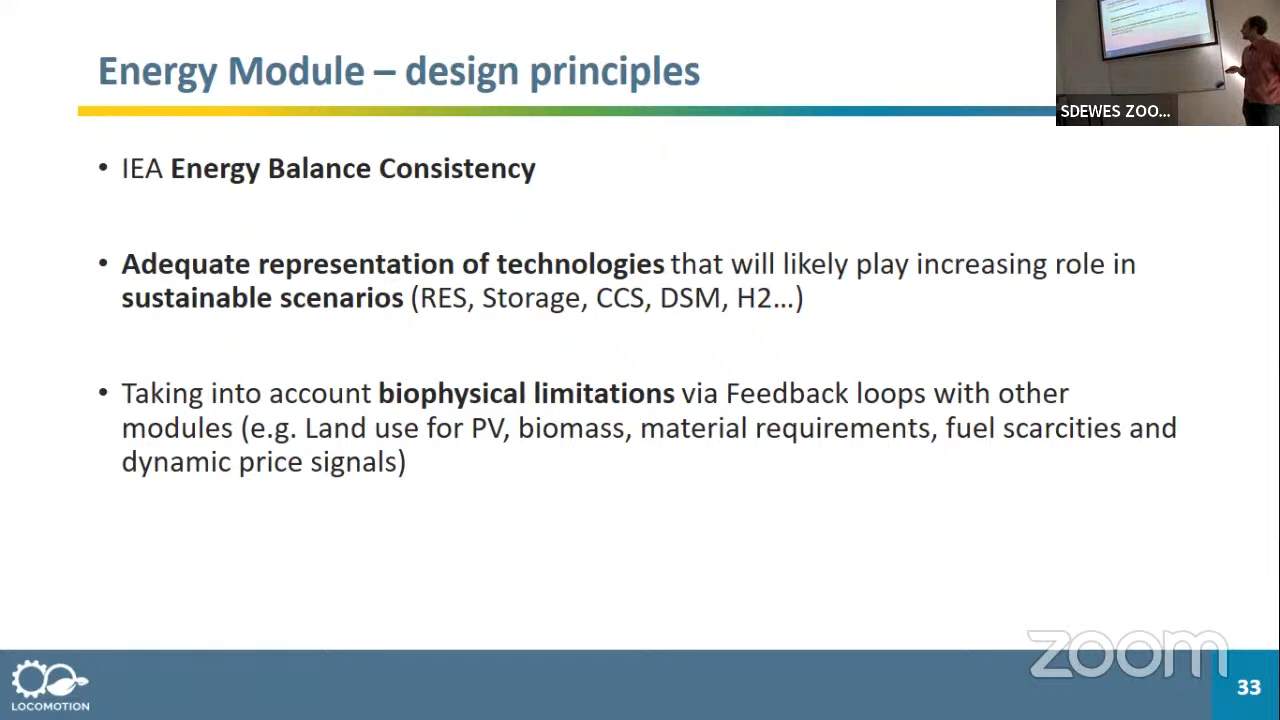 Energy Module – design principles
SDEWES ZOO...
• IEA Energy Balance Consistency
• Adequate representation of technologies that will likely play increasing role in
sustainable scenarios (RES, Storage, CCS, DSM, H2…)
• Taking into account biophysical limitations via Feedback loops with other
modules (e.g. Land use for PV, biomass, material requirements, fuel scarcities and
dynamic price signals)
zoom
LOCOMOTION
33